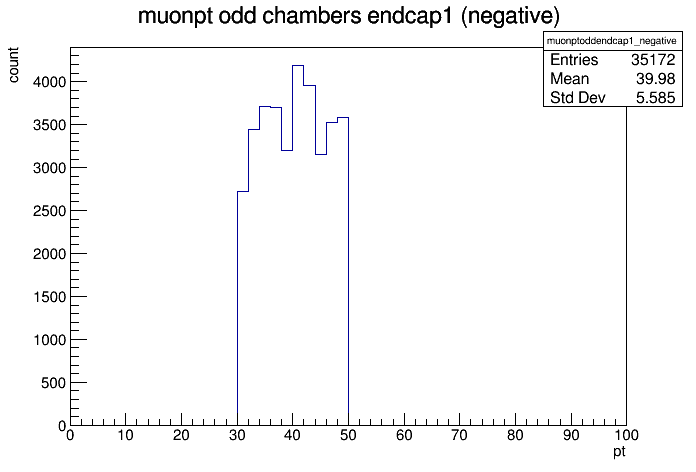 muonpt odd chambers endcap1 (negative)
count
muonptoddendcap1_negative
Entries 35172
Mean 39.98
Std Dev 5.585
4000
3500
3000
2500
2000
1500
1000
500
0
0 10 20 30 40 50 60 70 80 90 100
pt